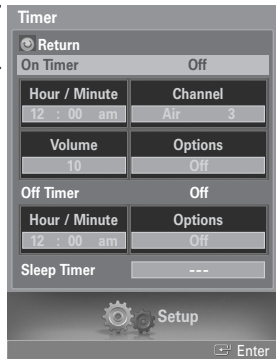 Timer
Return
On Timer Off
Hour / Minute Channel
12 : 00 am Air 3
Volume Options
10 Off
Off Timer Off
Hour / Minute Options
12 : 00 am Off
Sleep Timer ---
Setup
Enter